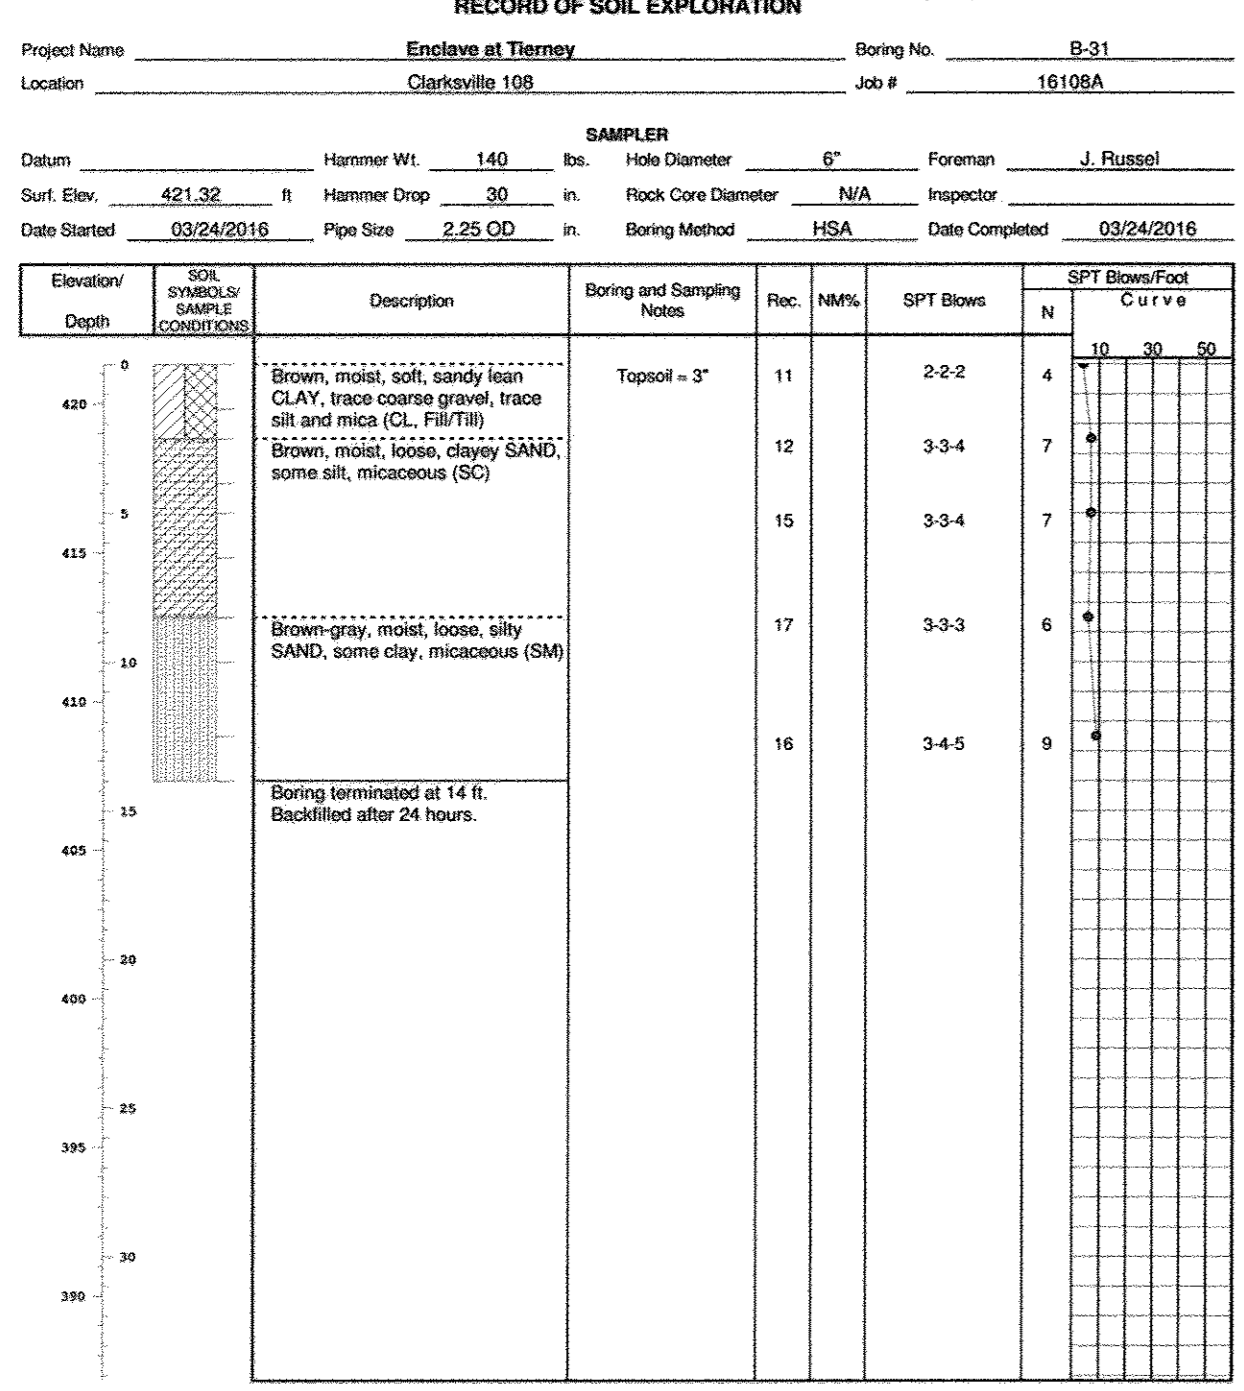 RECORD OF SOIL EXPLORATION
Project Name Enclave at Tierney Boring No. B-31
Location Clarksville 108 Job # 16108A
SAMPLER
Datum Hammer Wt. 140 lbs. Hole Diameter 6" Foreman J. Russel
Surf. Elev. 421.32 ft Hammer Drop 30 in. Rock Core Diameter N/A Inspector
Date Started 03/24/2016 Pipe Size 2.25 OD in. Boring Method HSA Date Completed 03/24/2016
Elevation/
Depth
SOIL
SYMBOLS/
SAMPLE
CONDITIONS
Description
Boring and Sampling
Notes
Rec.
NM%
SPT Blows
SPT Blows/Foot
N
Curve
10 30 50
0
Brown, moist, soft, sandy lean
CLAY, trace coarse gravel, trace
silt and mica (CL, Fill/Till)
Topsoil = 3"
11 2-2-2 4
420
Brown, moist, loose, clayey SAND,
some silt, micaceous (SC)
12 3-3-4 7
5
15 3-3-4 7
415
Brown-gray, moist, loose, silty
SAND, some clay, micaceous (SM)
17 3-3-3 6
10
410
16 3-4-5 9
Boring terminated at 14 ft.
Backfilled after 24 hours.
15
405
20
400
25
395
30
390